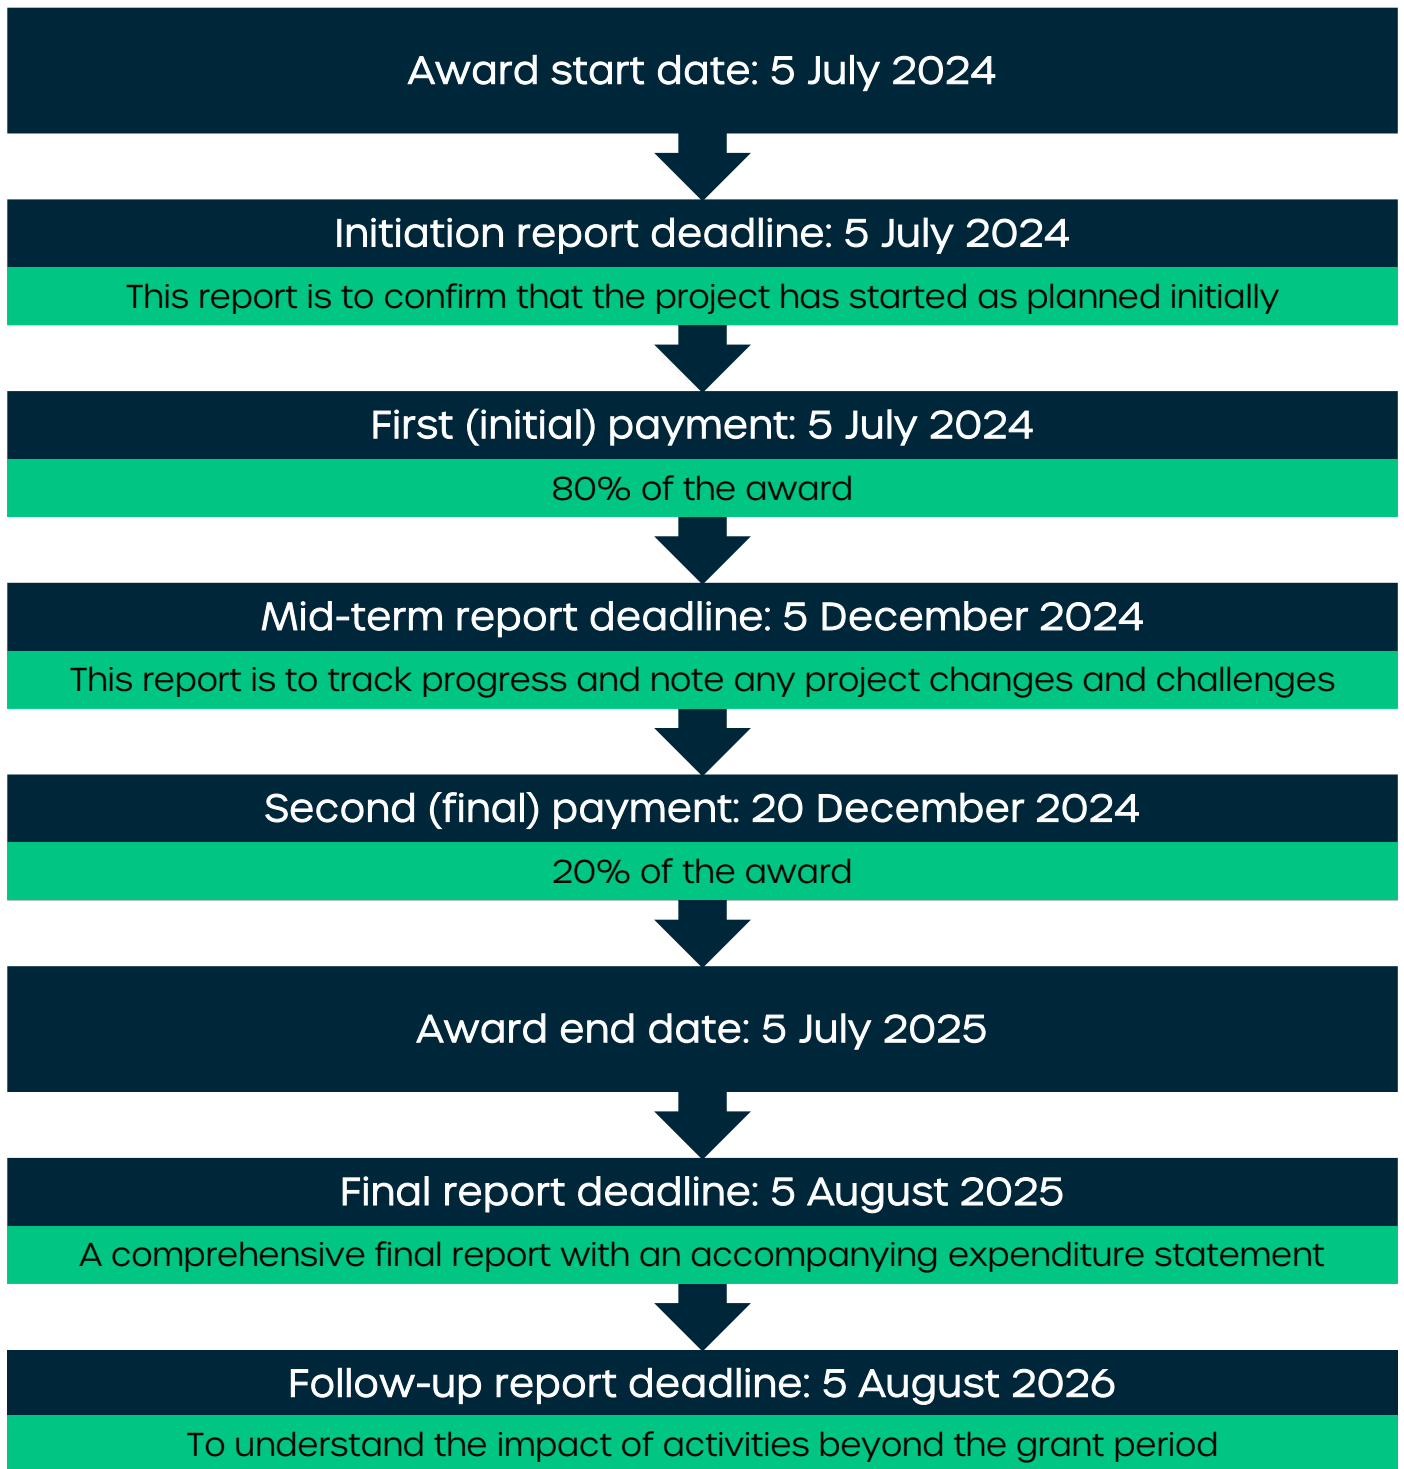 Award start date: 5 July 2024
Initiation report deadline: 5 July 2024
This report is to confirm that the project has started as planned initially
First (initial) payment: 5 July 2024
80% of the award
Mid-term report deadline: 5 December 2024
This report is to track progress and note any project changes and challenges
Second (final) payment: 20 December 2024
20% of the award
Award end date: 5 July 2025
Final report deadline: 5 August 2025
A comprehensive final report with an accompanying expenditure statement
Follow-up report deadline: 5 August 2026
To understand the impact of activities beyond the grant period